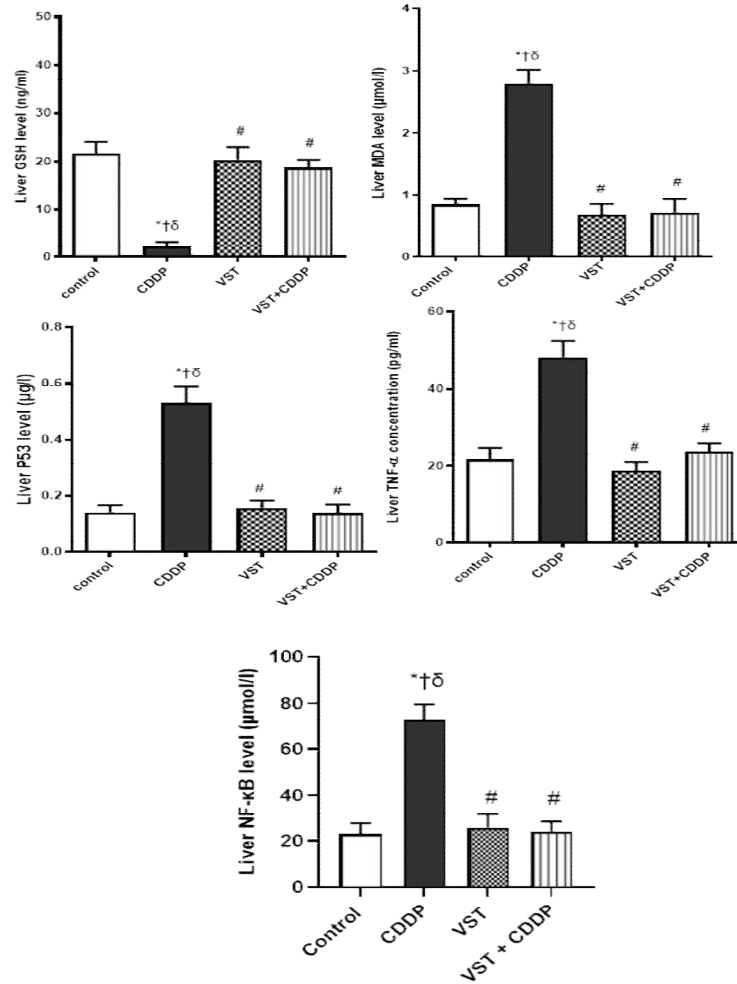 Liver GSH level (ng/ml)
50
40
30
20
10
0
*†δ
#
#
control
CDDP
VST
VST+CDDP
Liver MDA level (μmol/l)
4
3
2
1
0
*†δ
#
#
Control
CDDP
VST
VST+CDDP
Liver P53 level (μg/l)
0.8
0.6
0.4
0.2
0.0
*†δ
#
#
control
CDDP
VST
VST+CDDP
Liver TNF-α concentration (pg/ml)
60
40
20
0
*†δ
#
#
control
CDDP
VST
VST+CDDP
Liver NF-κB level (μmol/l)
100
80
60
40
20
0
*†δ
#
#
Control
CDDP
VST
VST + CDDP